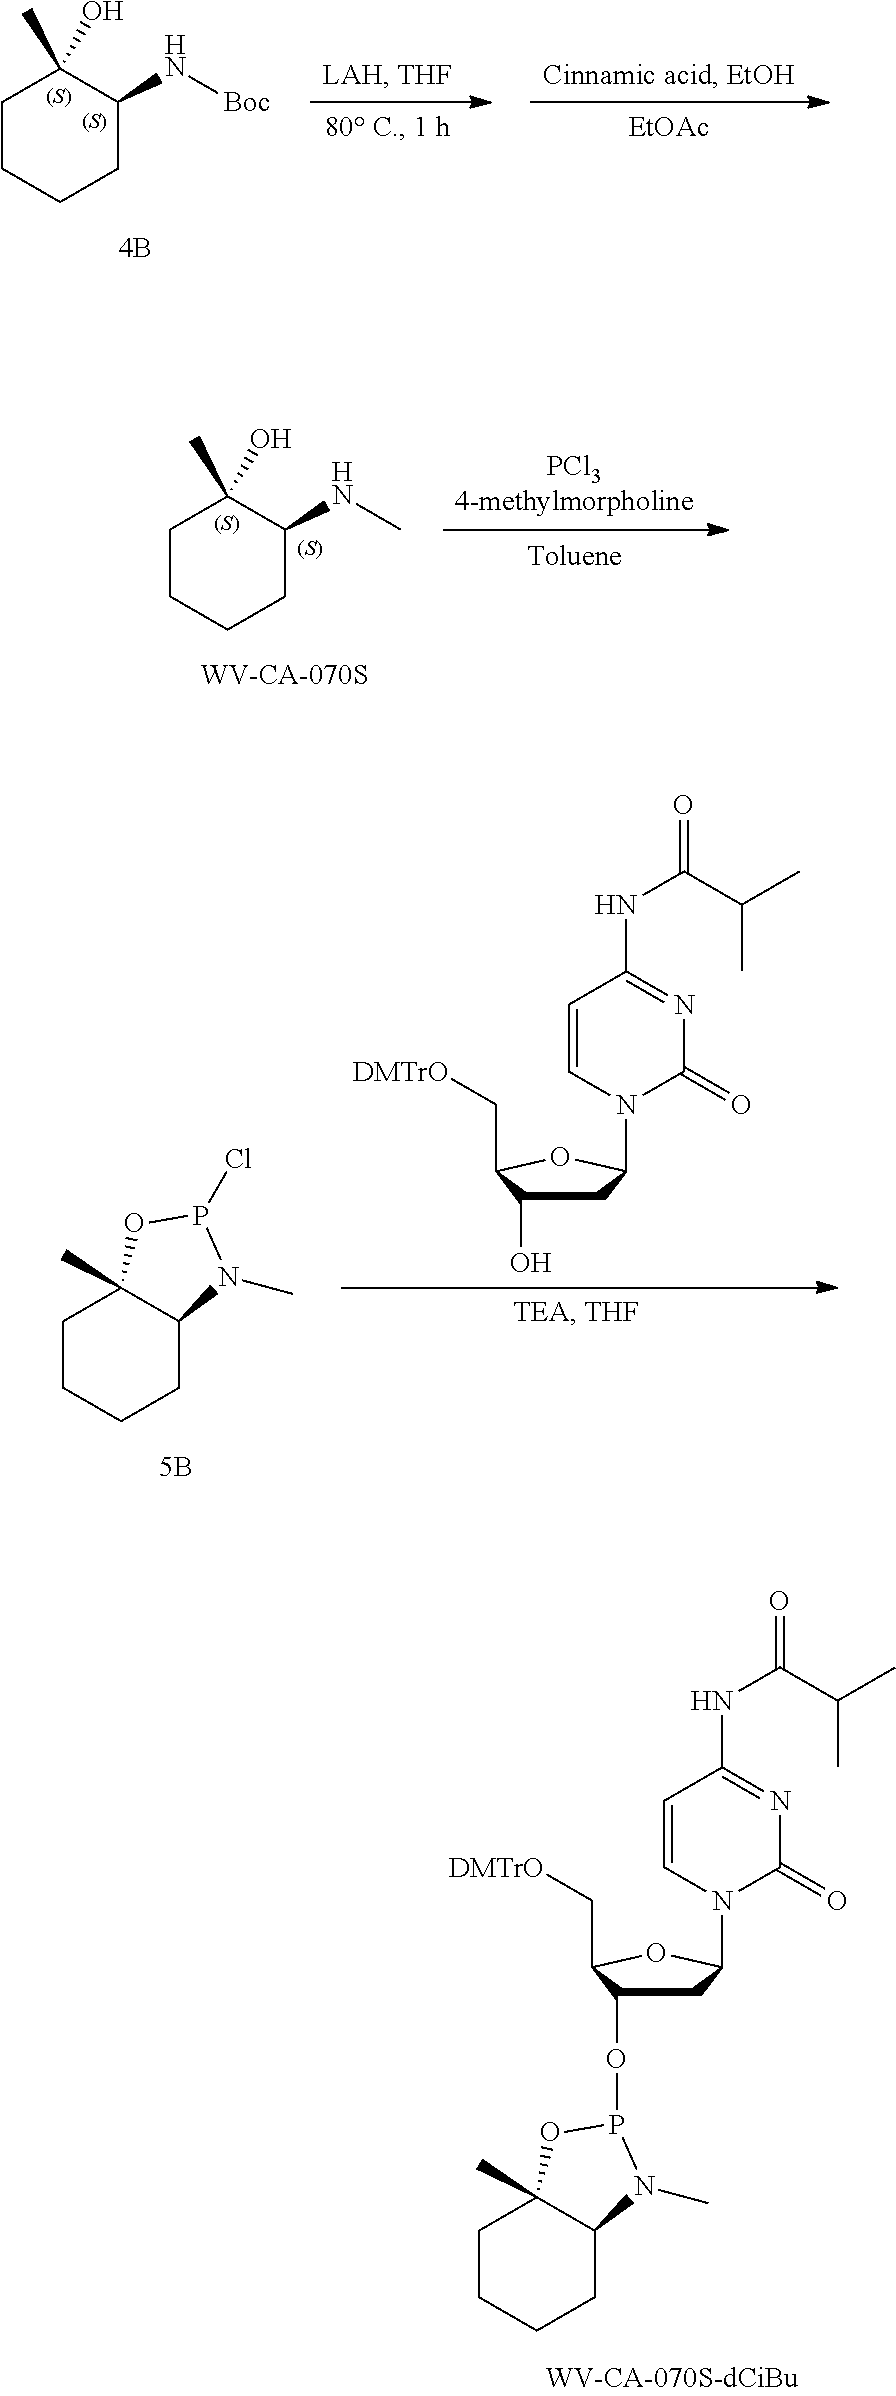 OH
H
N
Boc
(S)
(S)
4B
LAH, THF
80° C., 1 h
Cinnamic acid, EtOH
EtOAc
OH
H
N
(S)
(S)
WV-CA-070S
PCl3
4-methylmorpholine
Toluene
O
HN
N
DMTrO
N
O
O
OH
Cl
O
P
N
5B
TEA, THF
O
HN
N
DMTrO
N
O
O
O
O
P
N
WV-CA-070S-dCiBu